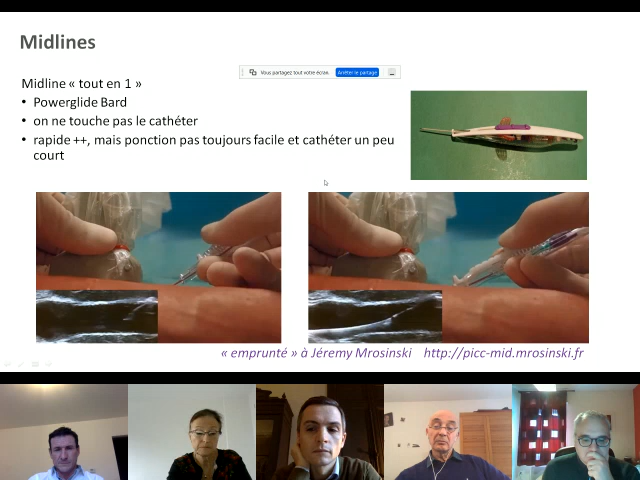 Midlines
Vous partagez tout votre écran.
Arrêter le partage
Midline « tout en 1 »
• Powerglide Bard
• on ne touche pas le cathéter
• rapide ++, mais ponction pas toujours facile et cathéter un peu
court
« emprunté » à Jéremy Mrosinski http://picc-mid.mrosinski.fr